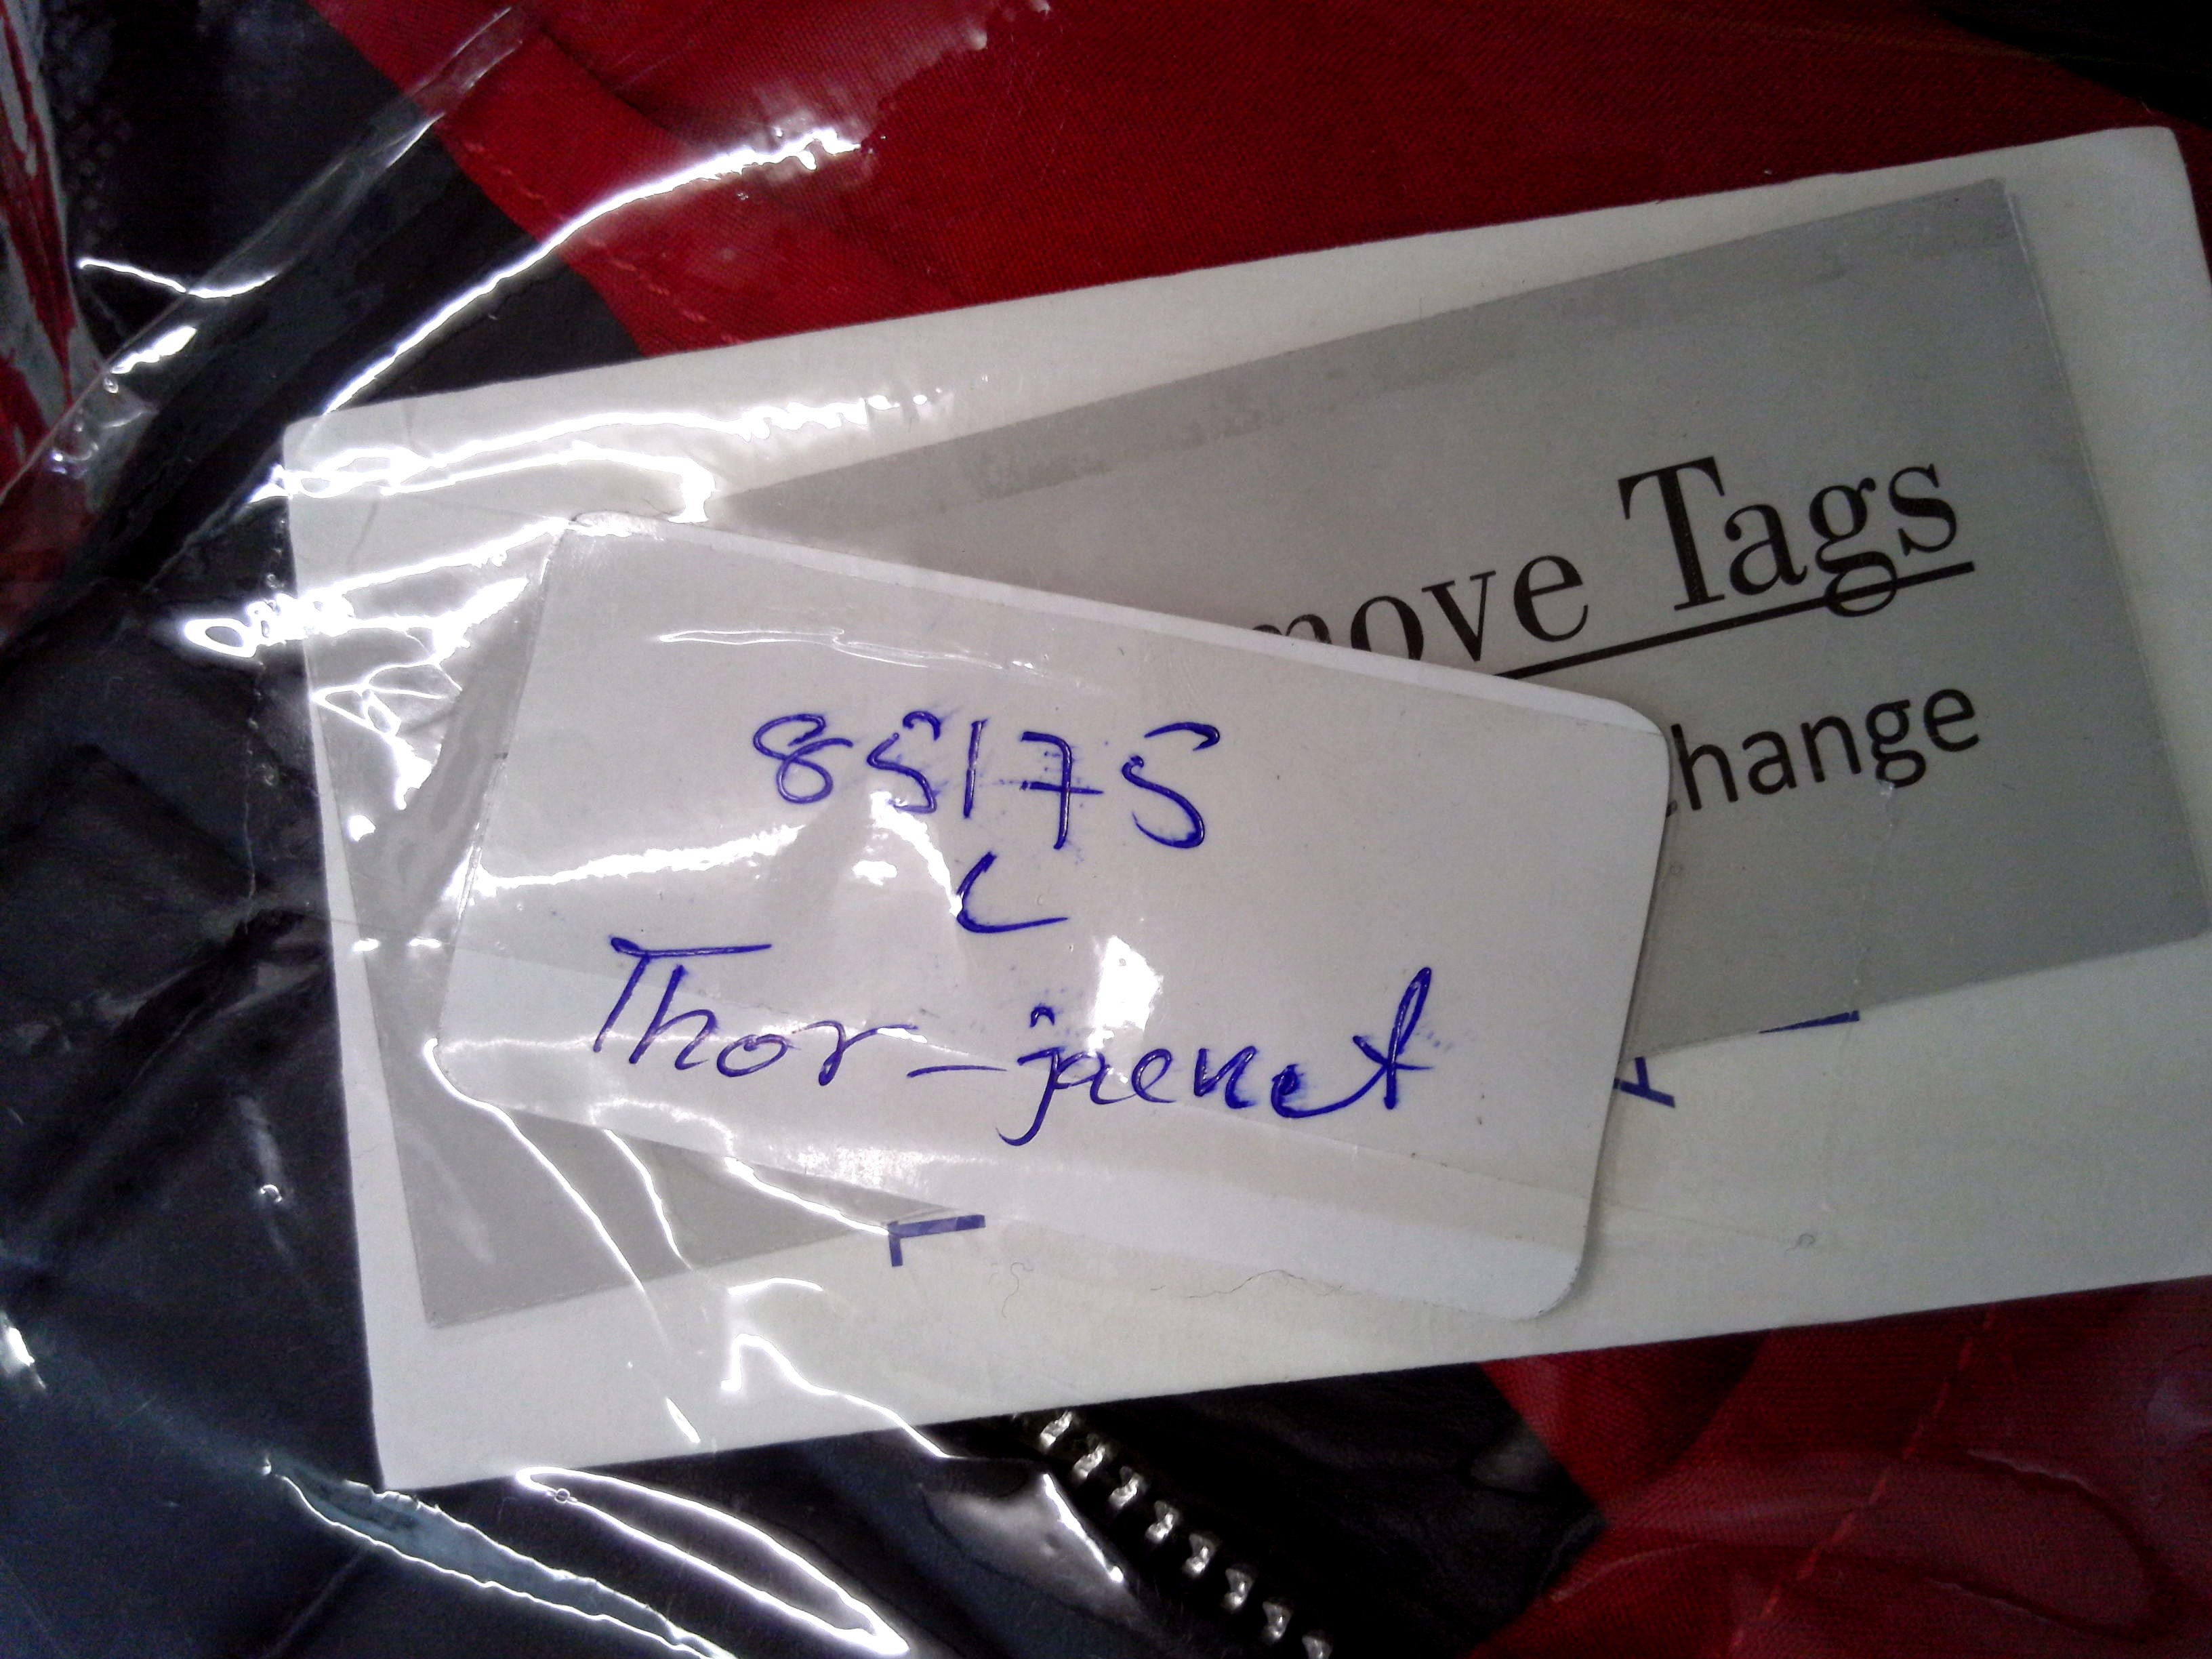 move Tags
change
85175
L
Thor - jacket